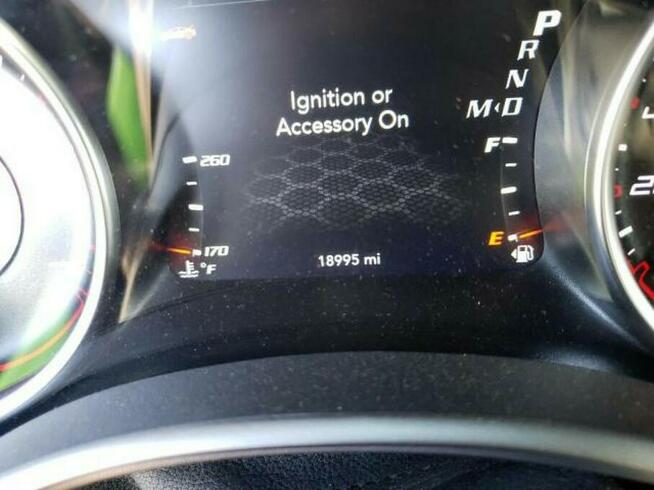 P
R
N
M‹D
Ignition or
Accessory On
260
170
°F
F
E
18995 mi